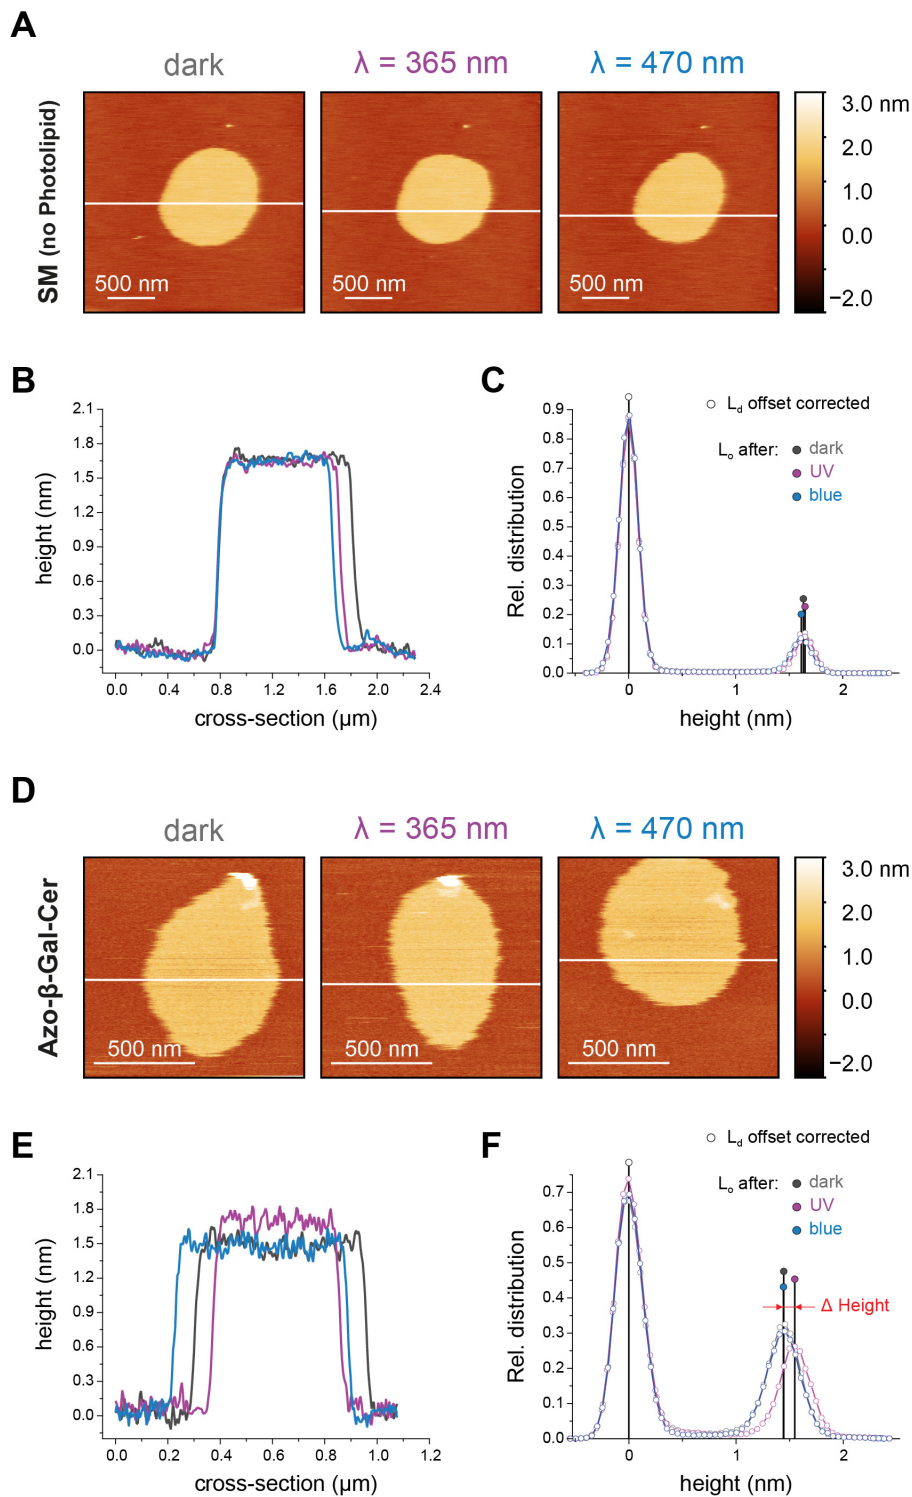 A
dark
λ = 365 nm
λ = 470 nm
SM (no Photolipid)
500 nm
500 nm
500 nm
3.0 nm
2.0
1.0
0.0
−2.0
B
2.1
1.8
1.5
1.2
0.9
0.6
0.3
0.0
height (nm)
0.0 0.4 0.8 1.2 1.6 2.0 2.4
cross-section (µm)
C
Ld offset corrected
Lo after: dark
UV
blue
0.9
0.8
0.7
0.6
0.5
0.4
0.3
0.2
0.1
0.0
Rel. distribution
0 1 2
height (nm)
D
dark
λ = 365 nm
λ = 470 nm
Azo-β-Gal-Cer
500 nm
500 nm
500 nm
3.0 nm
2.0
1.0
0.0
−2.0
E
2.1
1.8
1.5
1.2
0.9
0.6
0.3
0.0
height (nm)
0.0 0.2 0.4 0.6 0.8 1.0 1.2
cross-section (µm)
F
Ld offset corrected
Lo after: dark
UV
blue
Δ Height
0.7
0.6
0.5
0.4
0.3
0.2
0.1
0.0
Rel. distribution
0 1 2
height (nm)